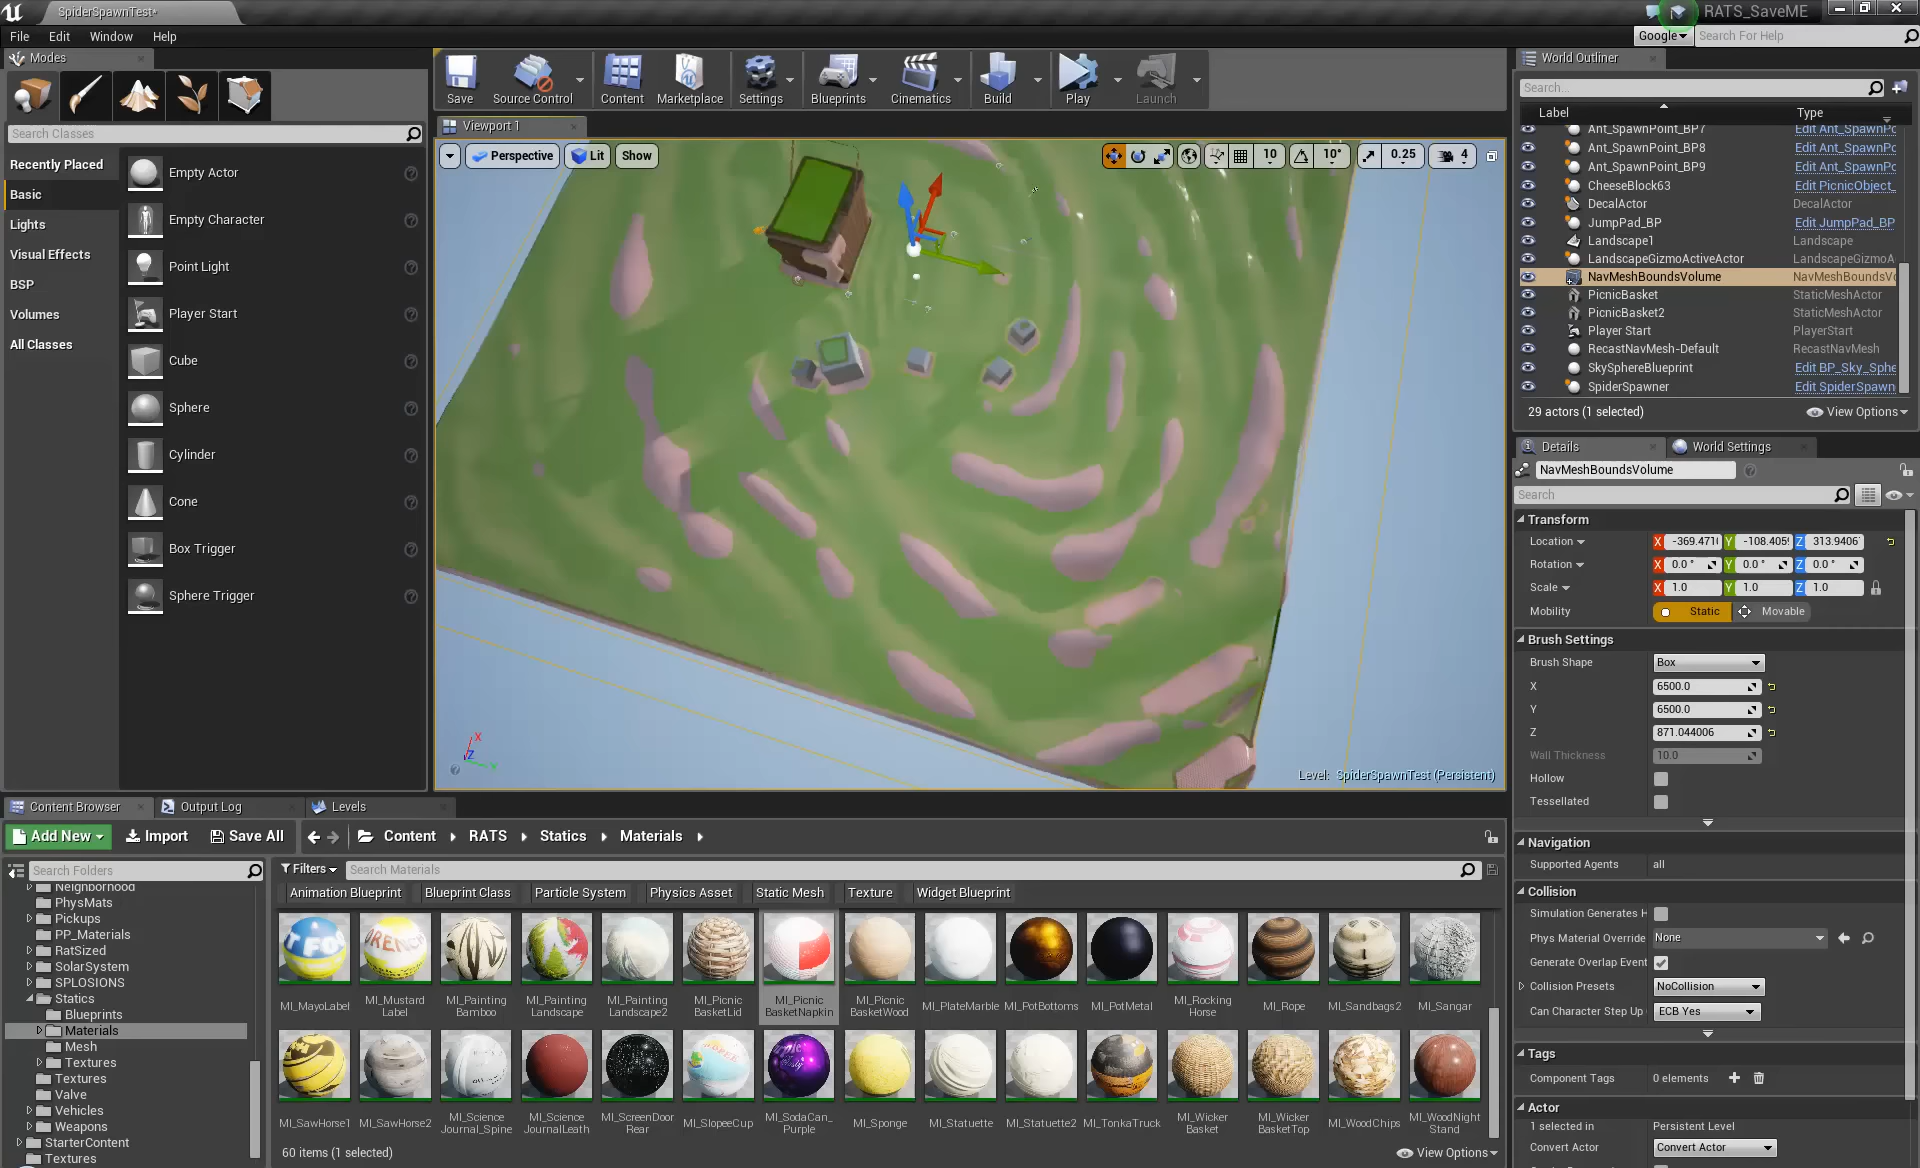 SpiderSpawnTest*
RATS_SaveME
File Edit Window Help
Google Search For Help
Modes
Search Classes
Recently Placed
Basic
Lights
Visual Effects
BSP
Volumes
All Classes
Empty Actor
Empty Character
Point Light
Player Start
Cube
Sphere
Cylinder
Cone
Box Trigger
Sphere Trigger
Save Source Control Content Marketplace Settings Blueprints Cinematics Build Play Launch
Viewport 1
Perspective Lit Show 10 10° 0.25 4
X
Z
Y
Level: SpiderSpawnTest (Persistent)
World Outliner
Search...
Label Type
Ant_SpawnPoint_BP7 Edit Ant_SpawnPc
Ant_SpawnPoint_BP8 Edit Ant_SpawnPc
Ant_SpawnPoint_BP9 Edit Ant_SpawnPc
CheeseBlock63 Edit PicnicObject_
DecalActor DecalActor
JumpPad_BP Edit JumpPad_BP
Landscape1 Landscape
LandscapeGizmoActiveActor LandscapeGizmoA
NavMeshBoundsVolume NavMeshBoundsVo
PicnicBasket StaticMeshActor
PicnicBasket2 StaticMeshActor
Player Start PlayerStart
RecastNavMesh-Default RecastNavMesh
SkySphereBlueprint Edit BP_Sky_Sphe
SpiderSpawner Edit SpiderSpawn
29 actors (1 selected) View Options
Details World Settings
NavMeshBoundsVolume
Search
Transform
Location X -369.471 Y -108.405 Z 313.9406
Rotation X 0.0 ° Y 0.0 ° Z 0.0 °
Scale X 1.0 Y 1.0 Z 1.0
Mobility Static Movable
Brush Settings
Brush Shape Box
X 6500.0
Y 6500.0
Z 871.044006
Wall Thickness 10.0
Hollow
Tessellated
Navigation
Supported Agents all
Collision
Simulation Generates H
Phys Material Override None
Generate Overlap Event
Collision Presets NoCollision
Can Character Step Up ECB Yes
Tags
Component Tags 0 elements
Actor
1 selected in Persistent Level
Convert Actor Convert Actor
Content Browser Output Log Levels
Add New Import Save All Content RATS Statics Materials
Search Folders
Neighborhood
PhysMats
Pickups
PP_Materials
RatSized
SolarSystem
SPLOSIONS
Statics
Blueprints
Materials
Mesh
Textures
Textures
Valve
Vehicles
Weapons
StarterContent
Textures
Filters Search Materials
Animation Blueprint Blueprint Class Particle System Physics Asset Static Mesh Texture Widget Blueprint
MI_MayoLabel MI_Mustard Label MI_Painting Bamboo MI_Painting Landscape MI_Painting Landscape2 MI_Picnic BasketLid MI_Picnic BasketNapkin MI_Picnic BasketWood MI_PlateMarble MI_PotBottoms MI_PotMetal MI_Rocking Horse MI_Rope MI_Sandbags2 MI_Sangar
MI_SawHorse1 MI_SawHorse2 MI_Science Journal_Spine MI_Science JournalLeath MI_ScreenDoor Rear MI_SlopeeCup MI_SodaCan_ Purple MI_Sponge MI_Statuette MI_Statuette2 MI_TonkaTruck MI_Wicker Basket MI_Wicker BasketTop MI_WoodChips MI_WoodNight Stand
60 items (1 selected) View Options